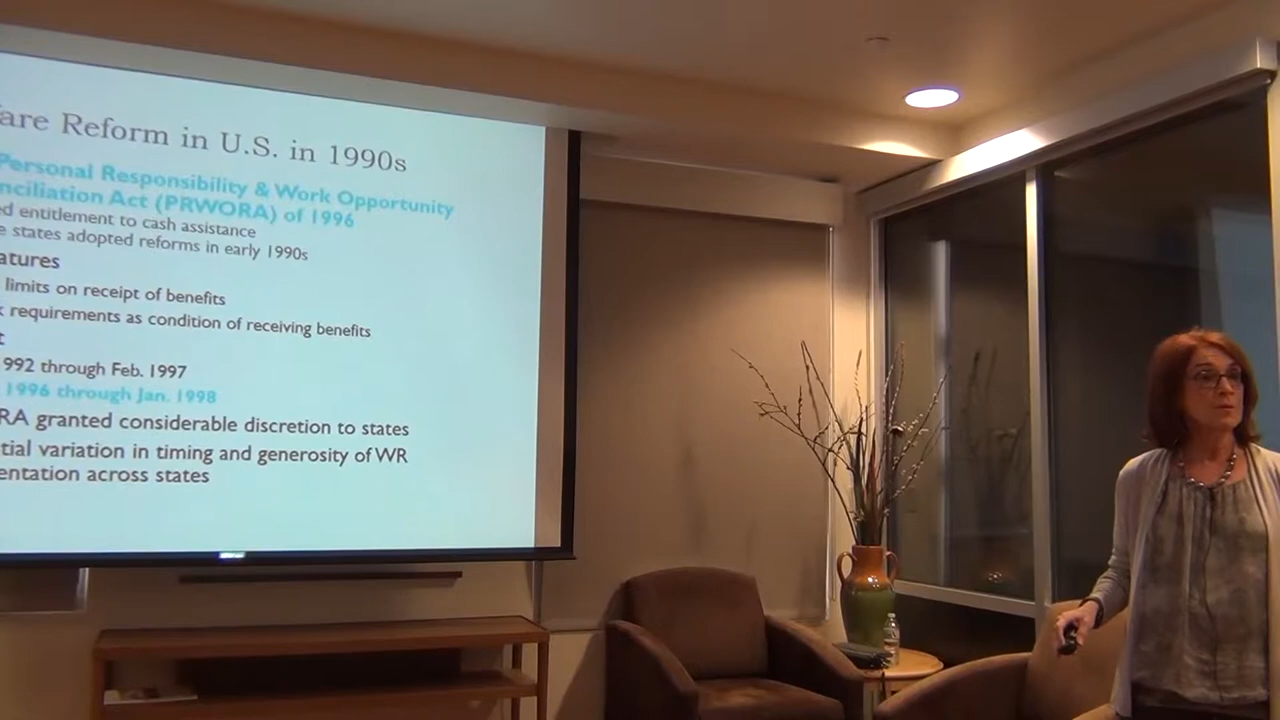 are Reform in U.S. in 1990s
Personal Responsibility & Work Opportunity
nciliation Act (PRWORA) of 1996
ed entitlement to cash assistance
e states adopted reforms in early 1990s
atures
limits on receipt of benefits
k requirements as condition of receiving benefits
t
992 through Feb. 1997
1996 through Jan. 1998
RA granted considerable discretion to states
tial variation in timing and generosity of WR
entation across states